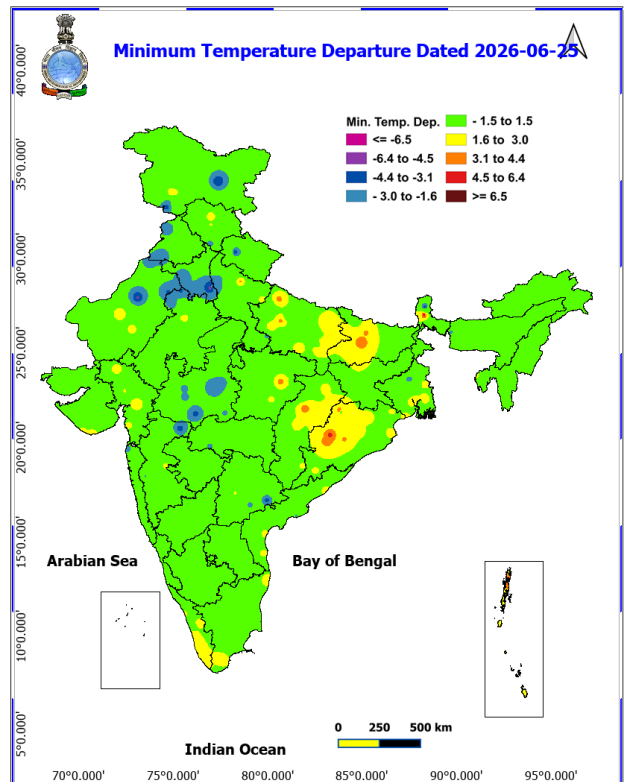 Minimum Temperature Departure Dated 2026-06-25
Min. Temp. Dep.
<= -6.5
-6.4 to -4.5
-4.4 to -3.1
- 3.0 to -1.6
- 1.5 to 1.5
1.6 to 3.0
3.1 to 4.4
4.5 to 6.4
>= 6.5
40°0.000'
35°0.000'
30°0.000'
25°0.000'
20°0.000'
15°0.000'
10°0.000'
5°0.000'
Arabian Sea
Bay of Bengal
0 250 500 km
Indian Ocean
70°0.000' 75°0.000' 80°0.000' 85°0.000' 90°0.000' 95°0.000'